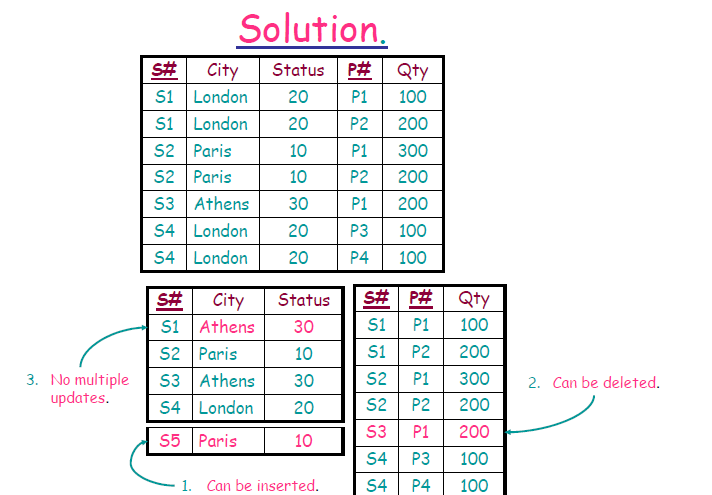 Solution.
S# City Status P# Qty
S1 London 20 P1 100
S1 London 20 P2 200
S2 Paris 10 P1 300
S2 Paris 10 P2 200
S3 Athens 30 P1 200
S4 London 20 P3 100
S4 London 20 P4 100
S# City Status
S1 Athens 30
S2 Paris 10
S3 Athens 30
S4 London 20
S5 Paris 10
S# P# Qty
S1 P1 100
S1 P2 200
S2 P1 300
S2 P2 200
S3 P1 200
S4 P3 100
S4 P4 100
3. No multiple
updates.
2. Can be deleted.
1. Can be inserted.